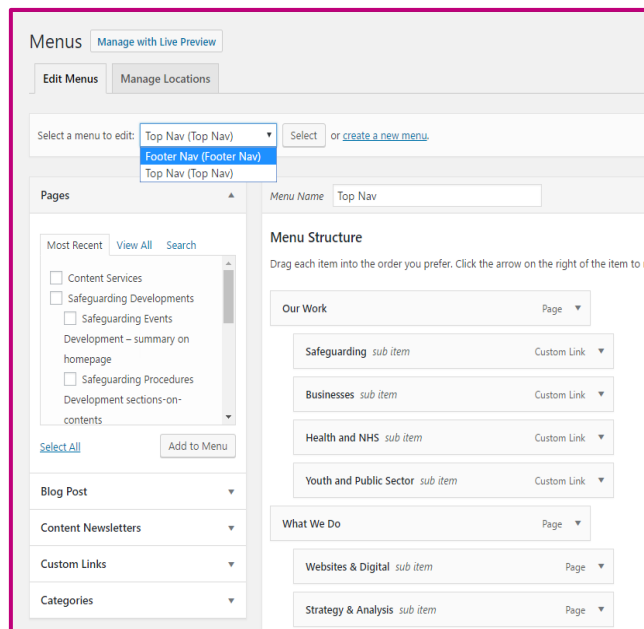 Menus Manage with Live Preview
Edit Menus Manage Locations
Select a menu to edit: Top Nav (Top Nav) Select or create a new menu.
Footer Nav (Footer Nav)
Top Nav (Top Nav)
Pages
Most Recent View All Search
Content Services
Safeguarding Developments
Safeguarding Events
Development – summary on
homepage
Safeguarding Procedures
Development sections-on-
contents
Select All Add to Menu
Blog Post
Content Newsletters
Custom Links
Categories
Menu Name Top Nav
Menu Structure
Drag each item into the order you prefer. Click the arrow on the right of the item to
Our Work Page
Safeguarding sub item Custom Link
Businesses sub item Custom Link
Health and NHS sub item Custom Link
Youth and Public Sector sub item Custom Link
What We Do Page
Websites & Digital sub item Page
Strategy & Analysis sub item Page